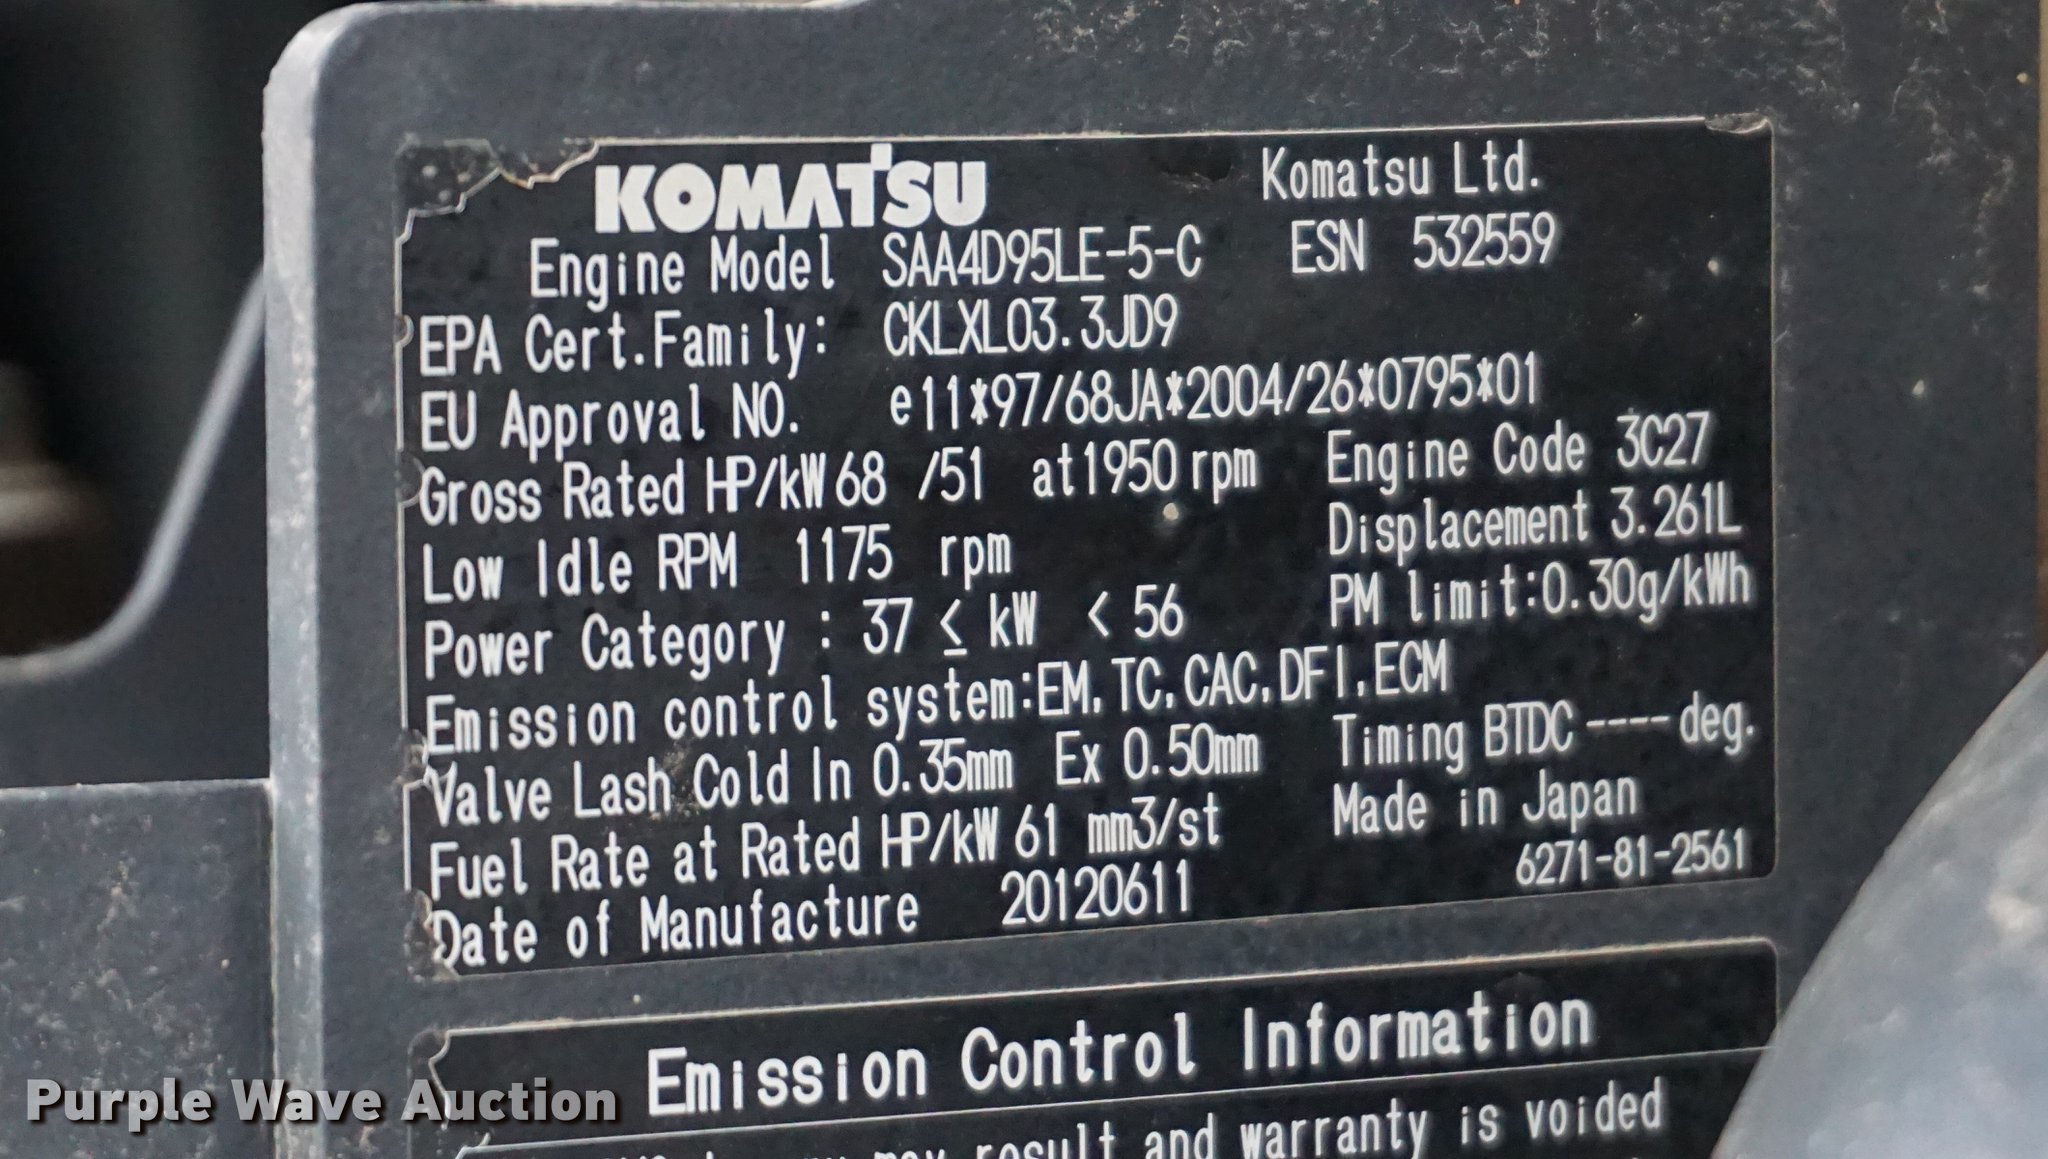 KOMATSU Komatsu Ltd.
Engine Model SAA4D95LE-5-C ESN 532559
EPA Cert.Family: CKLXL03.3JD9
EU Approval NO. e11*97/68JA*2004/26*0795*01
Gross Rated HP/kW 68 /51 at 1950 rpm Engine Code 3C27
Low Idle RPM 1175 rpm Displacement 3.261L
Power Category : 37 ≤ kW < 56 PM limit:0.30g/kWh
Emission control system:EM, TC, CAC, DFI, ECM
Valve Lash Cold In 0.35mm Ex 0.50mm Timing BTDC ---- deg.
Fuel Rate at Rated HP/kW 61 mm3/st Made in Japan
Date of Manufacture 20120611 6271-81-2561
Emission Control Information
may result and warranty is voided
Purple Wave Auction